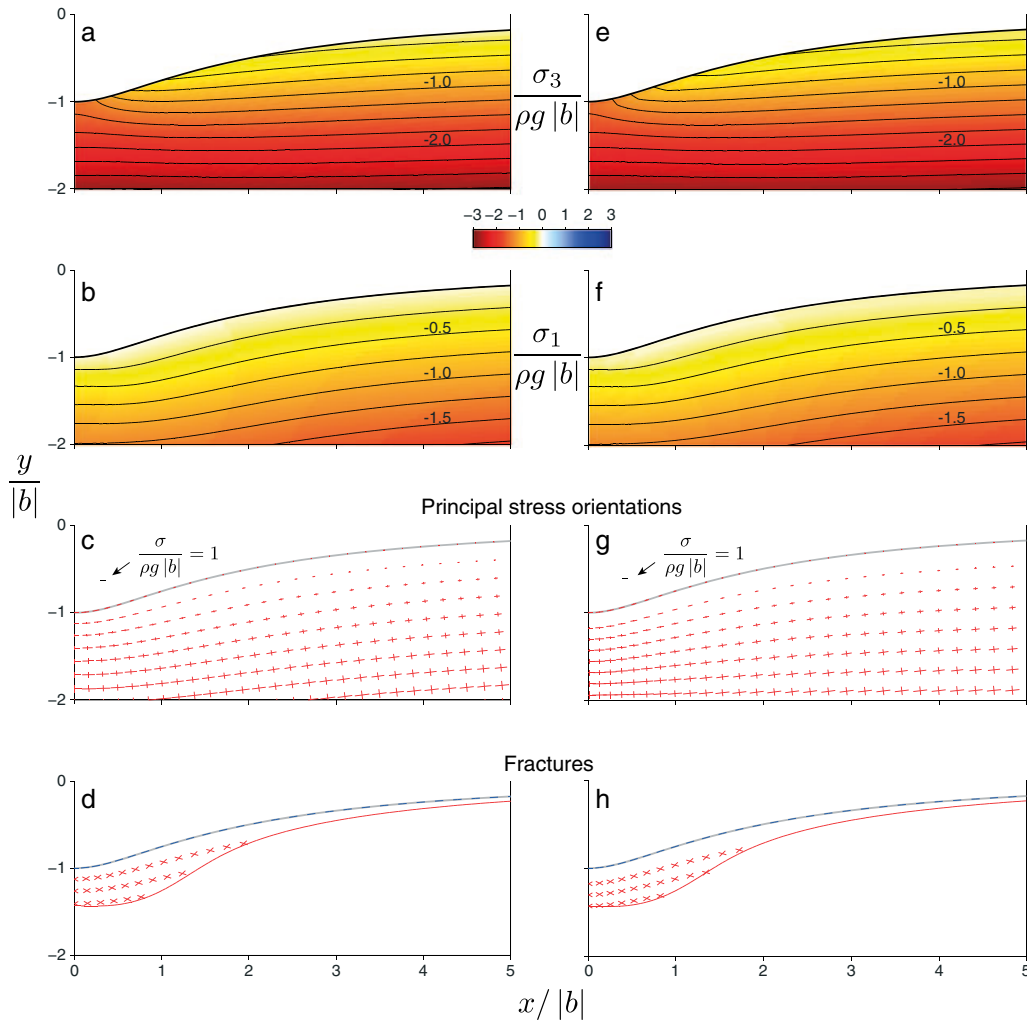 a
e
0
−1
−2
-1.0
-2.0
σ₃ / ρg |b|
-1.0
-2.0
−3 −2 −1 0 1 2 3
b
f
0
−1
−2
-0.5
-1.0
-1.5
σ₁ / ρg |b|
-0.5
-1.0
-1.5
y / |b|
Principal stress orientations
c
g
0
−1
−2
σ / ρg |b| = 1
σ / ρg |b| = 1
Fractures
d
h
0
−1
−2
0 1 2 3 4 5
0 1 2 3 4 5
x / |b|